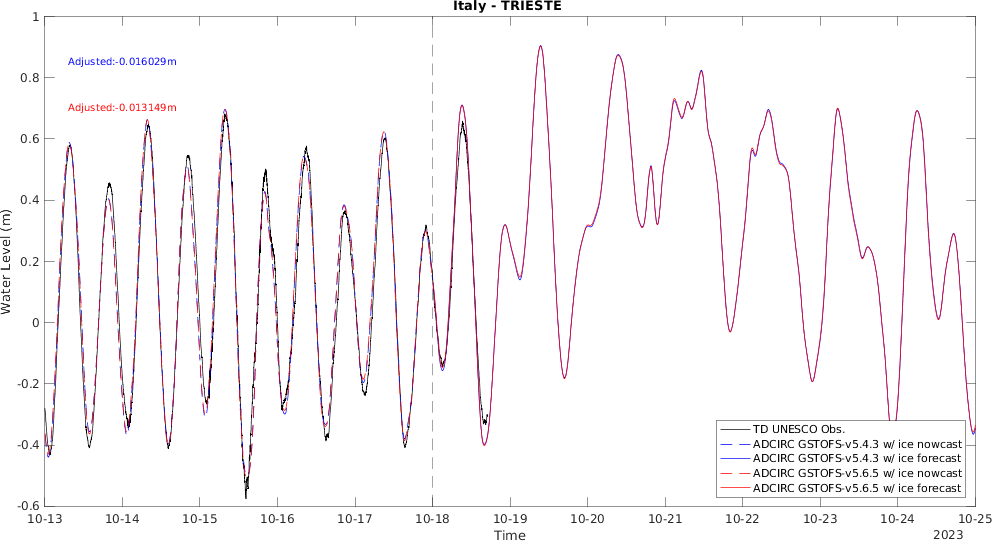 Italy - TRIESTE
Adjusted:-0.016029m
Adjusted:-0.013149m
Water Level (m)
1
0.8
0.6
0.4
0.2
0
-0.2
-0.4
-0.6
TD UNESCO Obs.
ADCIRC GSTOFS-v5.4.3 w/ ice nowcast
ADCIRC GSTOFS-v5.4.3 w/ ice forecast
ADCIRC GSTOFS-v5.6.5 w/ ice nowcast
ADCIRC GSTOFS-v5.6.5 w/ ice forecast
10-13 10-14 10-15 10-16 10-17 10-18 10-19 10-20 10-21 10-22 10-23 10-24 10-25
Time
2023